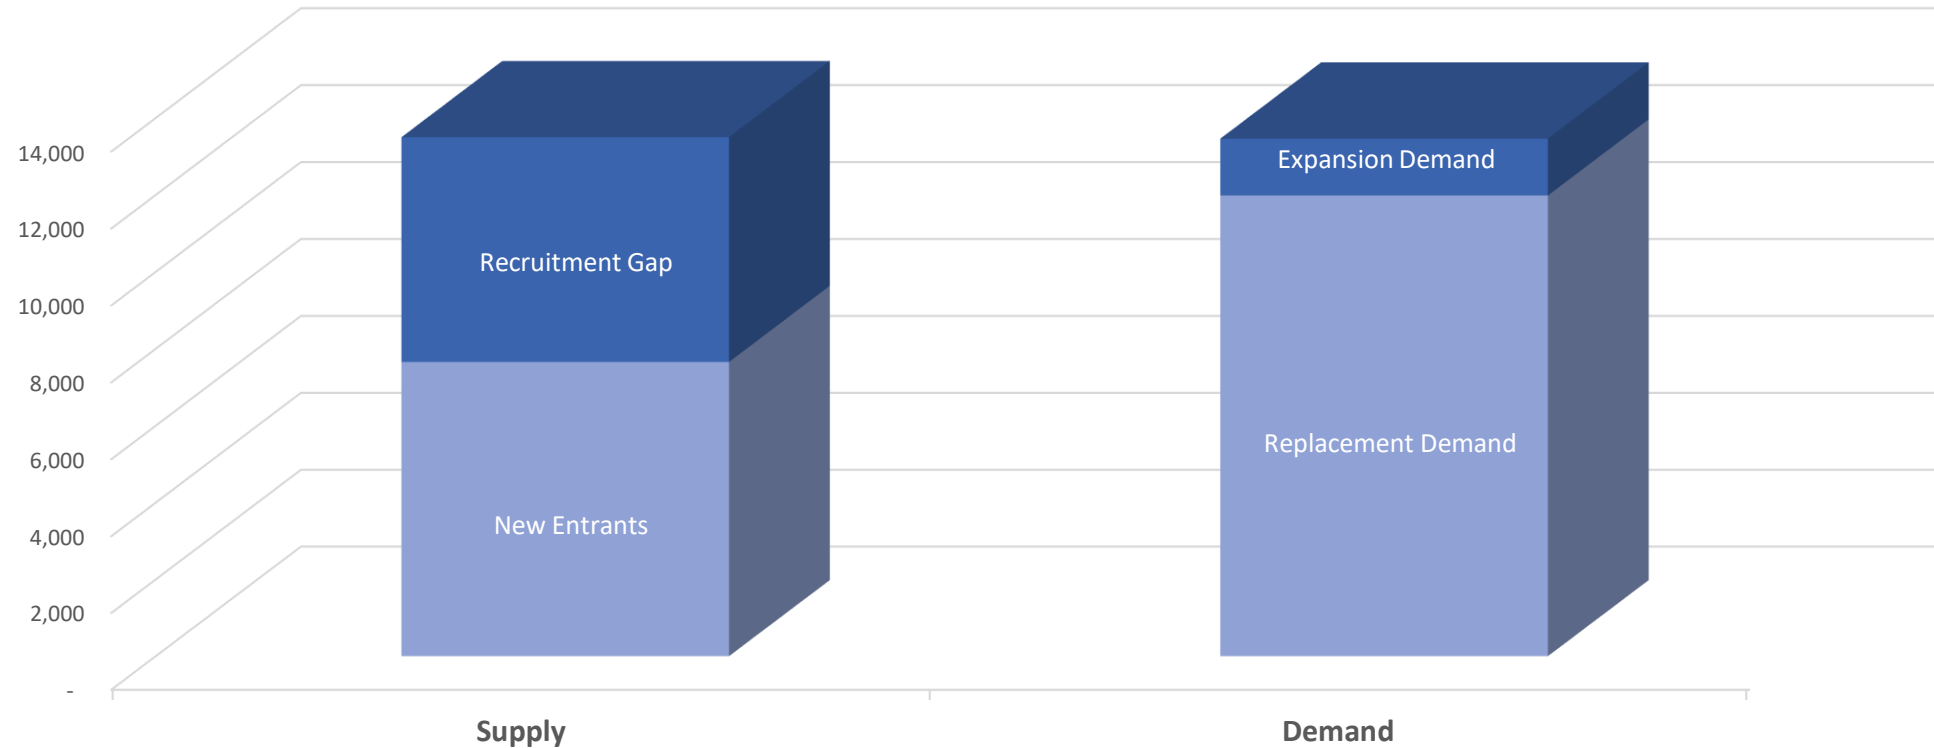 14,000
12,000
10,000
8,000
6,000
4,000
2,000
-
Recruitment Gap
New Entrants
Expansion Demand
Replacement Demand
Supply
Demand